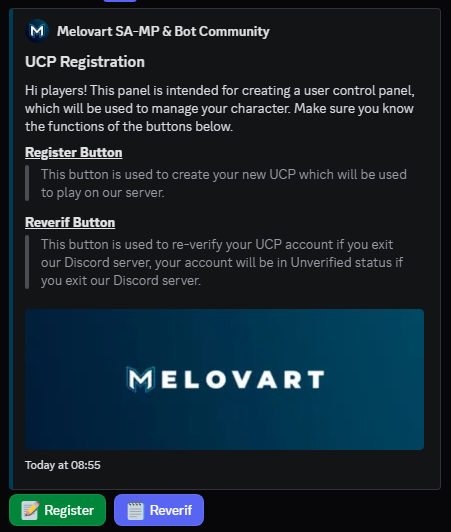 Melovart SA-MP & Bot Community
UCP Registration
Hi players! This panel is intended for creating a user control panel,
which will be used to manage your character. Make sure you know
the functions of the buttons below.
Register Button
This button is used to create your new UCP which will be used
to play on our server.
Reverif Button
This button is used to re-verify your UCP account if you exit
our Discord server, your account will be in Unverified status if
you exit our Discord server.
MELOVART
Today at 08:55
Register
Reverif